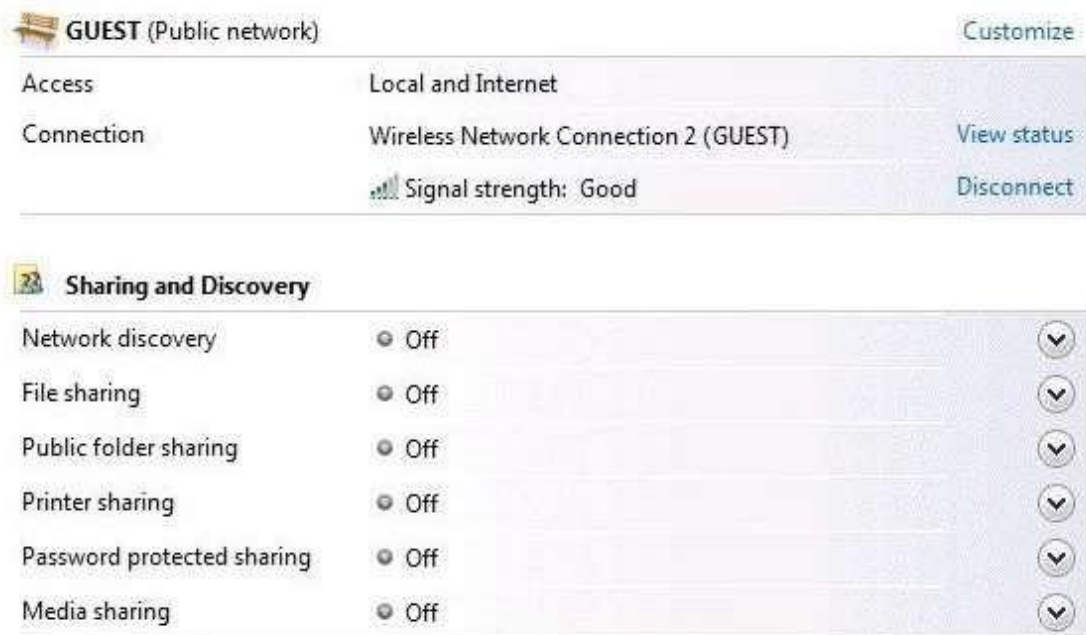 GUEST (Public network) Customize
Access Local and Internet
Connection Wireless Network Connection 2 (GUEST) View status
Signal strength: Good Disconnect
Sharing and Discovery
Network discovery Off
File sharing Off
Public folder sharing Off
Printer sharing Off
Password protected sharing Off
Media sharing Off